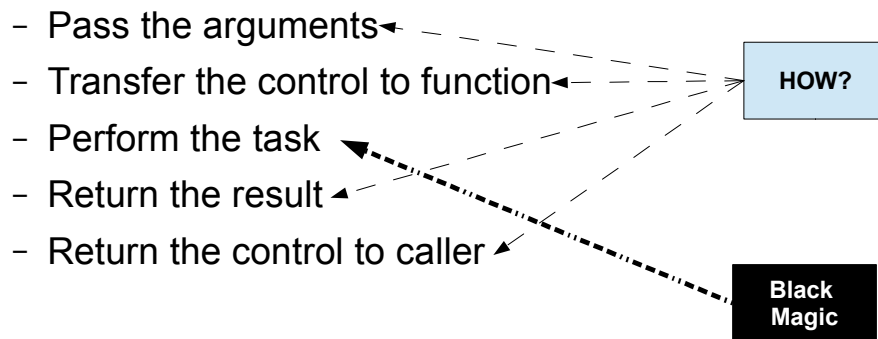 – Pass the arguments
– Transfer the control to function
HOW?
– Perform the task
– Return the result
– Return the control to caller
Black
Magic